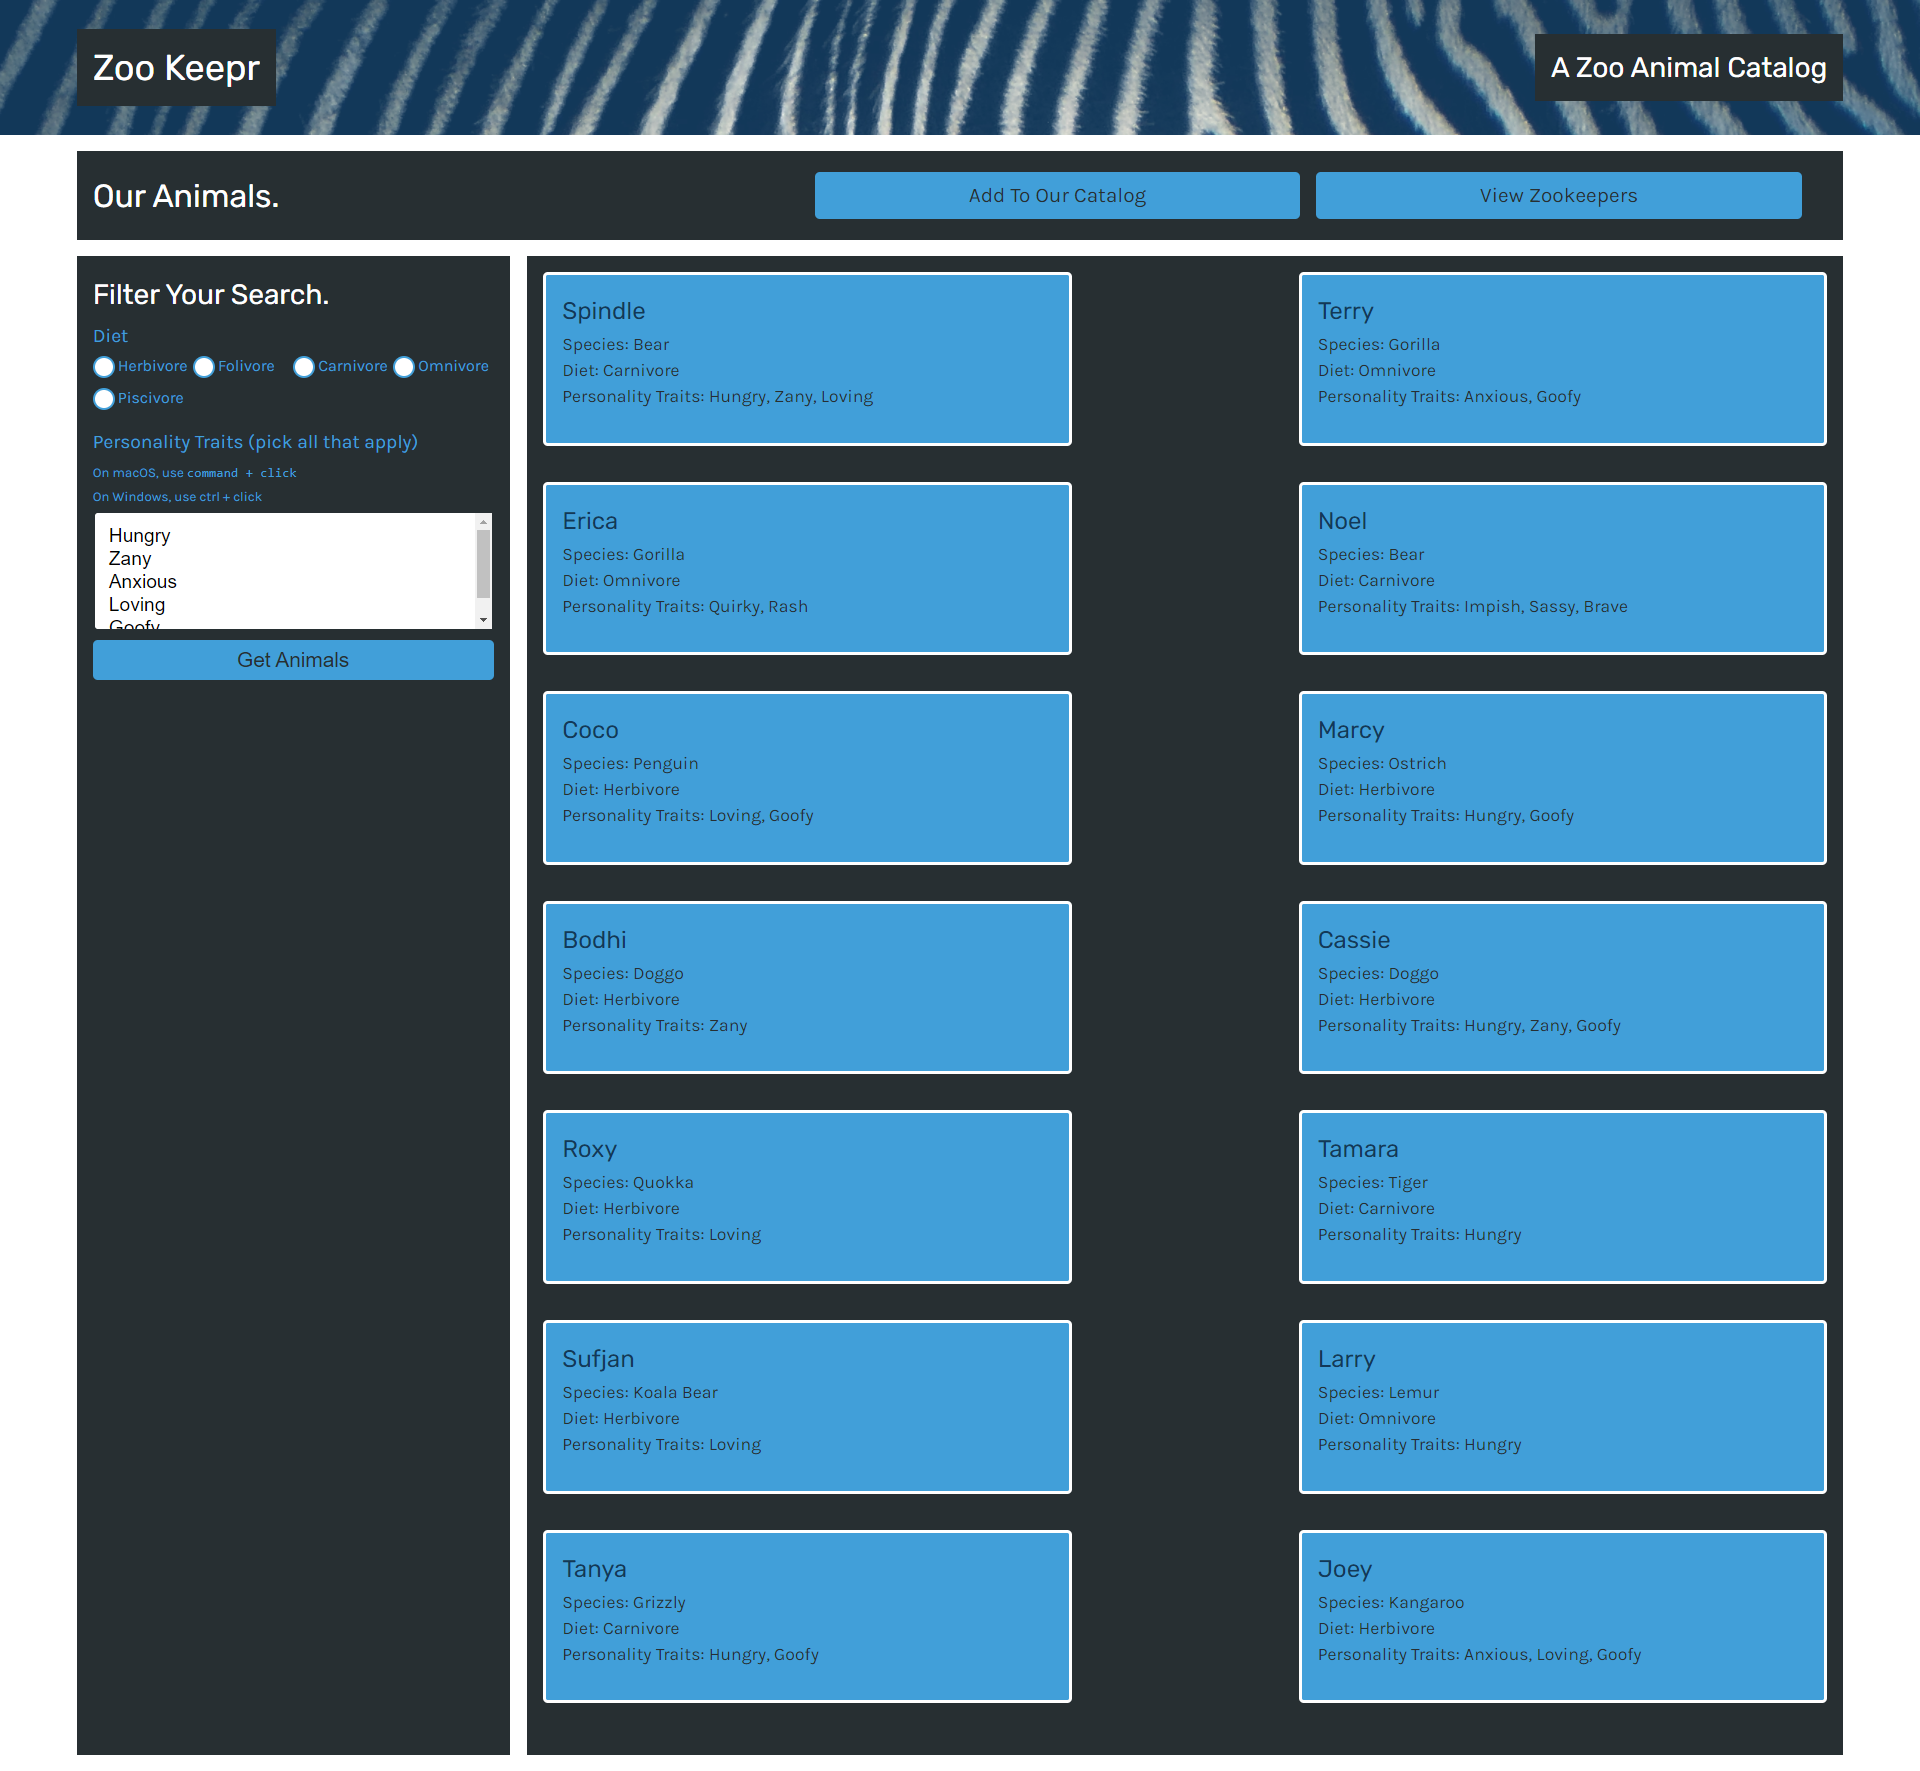 Zoo Keepr
A Zoo Animal Catalog
Our Animals.
Add To Our Catalog
View Zookeepers
Filter Your Search.
Diet
Herbivore Folivore Carnivore Omnivore
Piscivore
Personality Traits (pick all that apply)
On macOS, use command + click
On Windows, use ctrl + click
Hungry
Zany
Anxious
Loving
Goofy
Get Animals
Spindle
Species: Bear
Diet: Carnivore
Personality Traits: Hungry, Zany, Loving
Terry
Species: Gorilla
Diet: Omnivore
Personality Traits: Anxious, Goofy
Erica
Species: Gorilla
Diet: Omnivore
Personality Traits: Quirky, Rash
Noel
Species: Bear
Diet: Carnivore
Personality Traits: Impish, Sassy, Brave
Coco
Species: Penguin
Diet: Herbivore
Personality Traits: Loving, Goofy
Marcy
Species: Ostrich
Diet: Herbivore
Personality Traits: Hungry, Goofy
Bodhi
Species: Doggo
Diet: Herbivore
Personality Traits: Zany
Cassie
Species: Doggo
Diet: Herbivore
Personality Traits: Hungry, Zany, Goofy
Roxy
Species: Quokka
Diet: Herbivore
Personality Traits: Loving
Tamara
Species: Tiger
Diet: Carnivore
Personality Traits: Hungry
Sufjan
Species: Koala Bear
Diet: Herbivore
Personality Traits: Loving
Larry
Species: Lemur
Diet: Omnivore
Personality Traits: Hungry
Tanya
Species: Grizzly
Diet: Carnivore
Personality Traits: Hungry, Goofy
Joey
Species: Kangaroo
Diet: Herbivore
Personality Traits: Anxious, Loving, Goofy